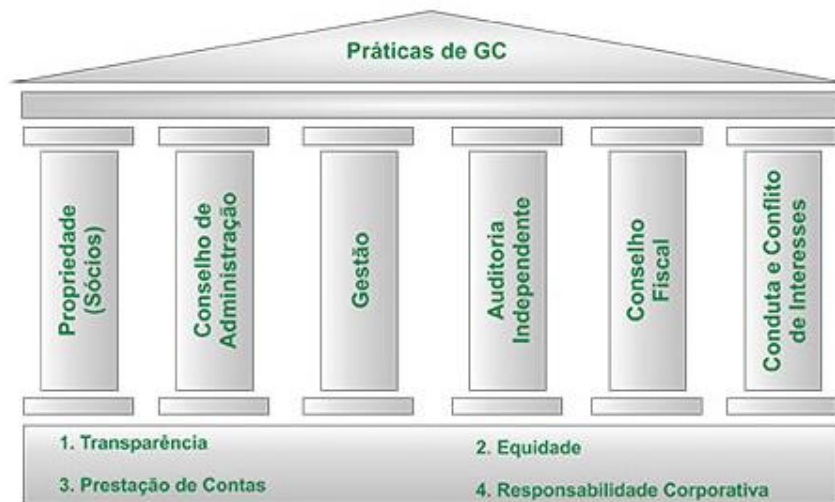 Práticas de GC
Propriedade
(Sócios)
Conselho de
Administração
Gestão
Auditoria
Independente
Conselho
Fiscal
Conduta e Conflito
de Interesses
1. Transparência
2. Equidade
3. Prestação de Contas
4. Responsabilidade Corporativa